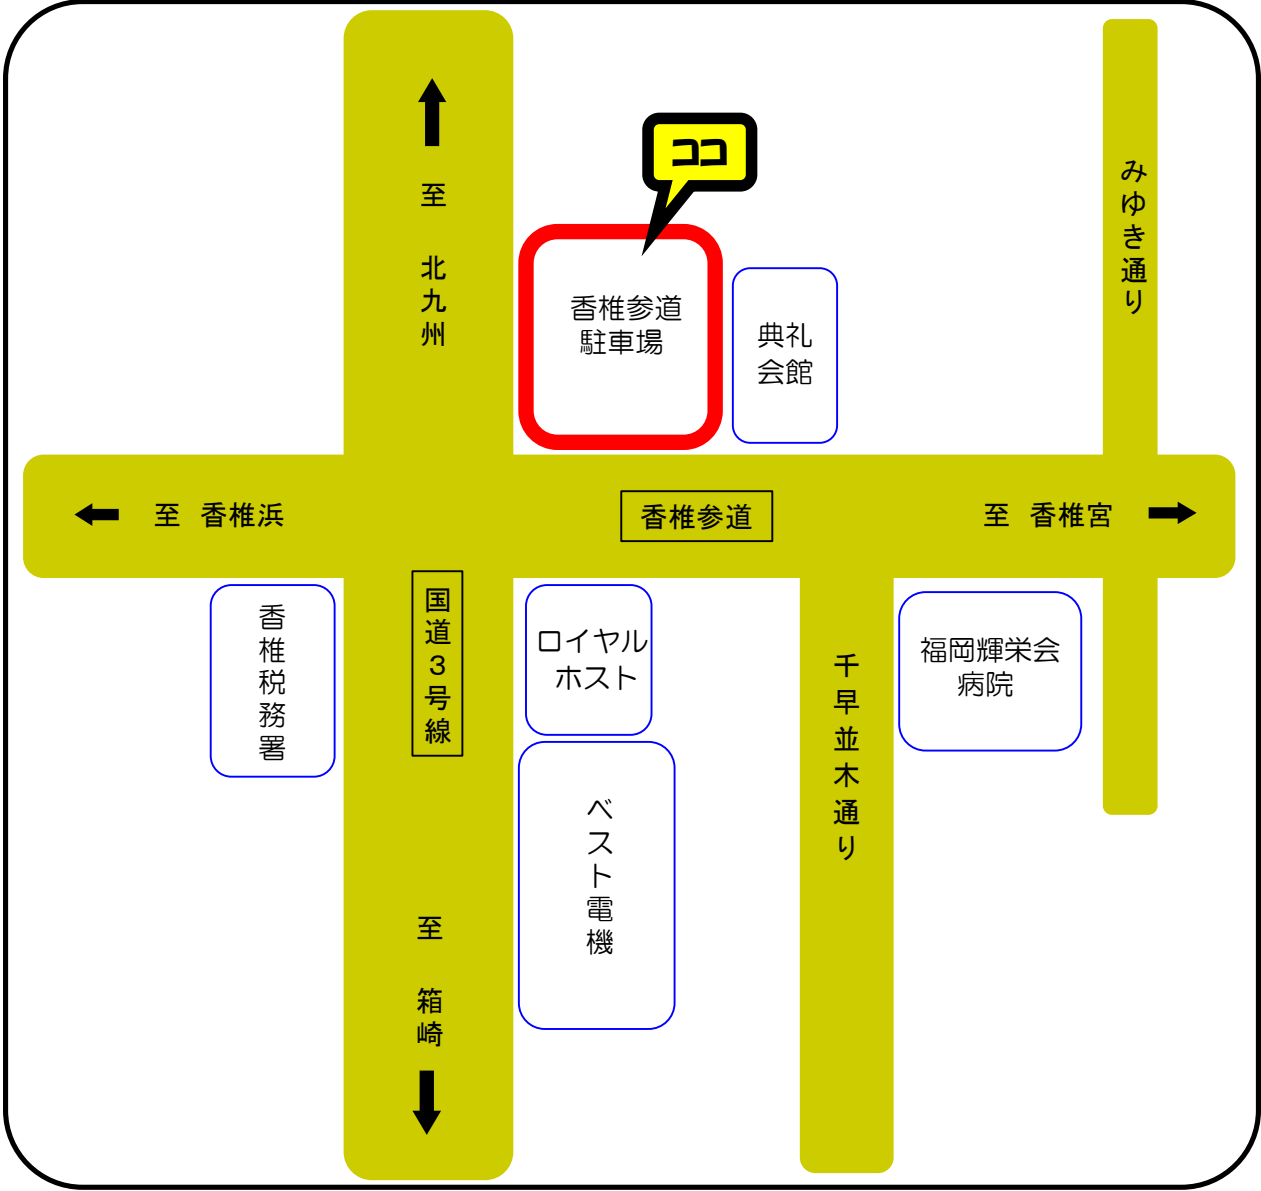 ココ
至 北九州
みゆき通り
香椎参道
駐車場
典礼
会館
至 香椎浜
香椎参道
至 香椎宮
国道３号線
香椎税務署
ロイヤル
ホスト
千早並木通り
福岡輝栄会
病院
ベスト電機
至 箱崎